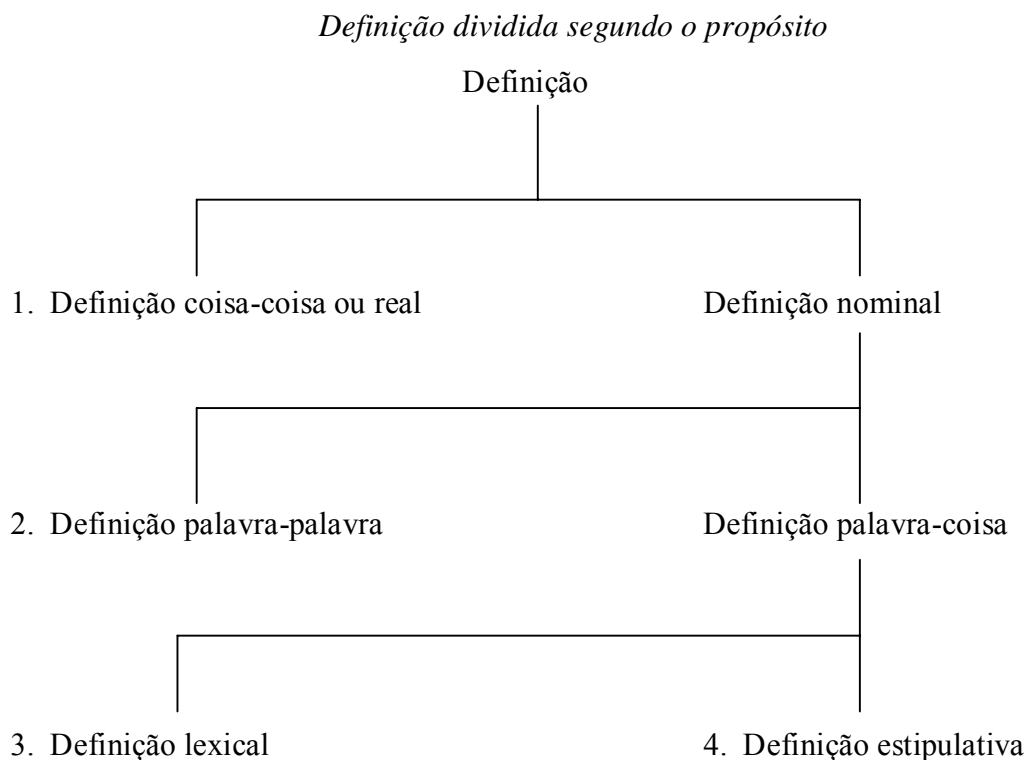 Definição dividida segundo o propósito
Definição
1. Definição coisa-coisa ou real
Definição nominal
2. Definição palavra-palavra
Definição palavra-coisa
3. Definição lexical
4. Definição estipulativa